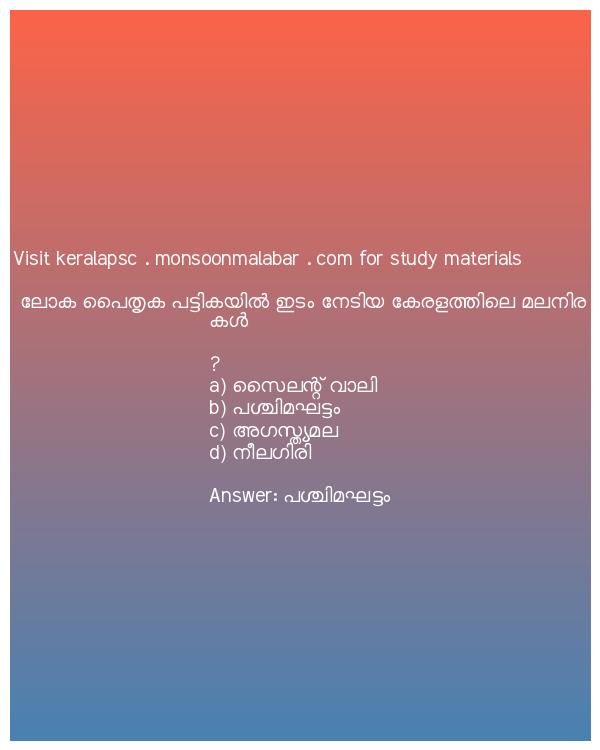 Visit keralapsc . monsoonmalabar . com for study materials
ലോക പൈതൃക പട്ടികയിൽ ഇടം നേടിയ കേരളത്തിലെ മലനിര
കൾ
?
a) സൈലന്റ് വാലി
b) പശ്ചിമഘട്ടം
c) അഗസ്ത്യമല
d) നീലഗിരി
Answer: പശ്ചിമഘട്ടം